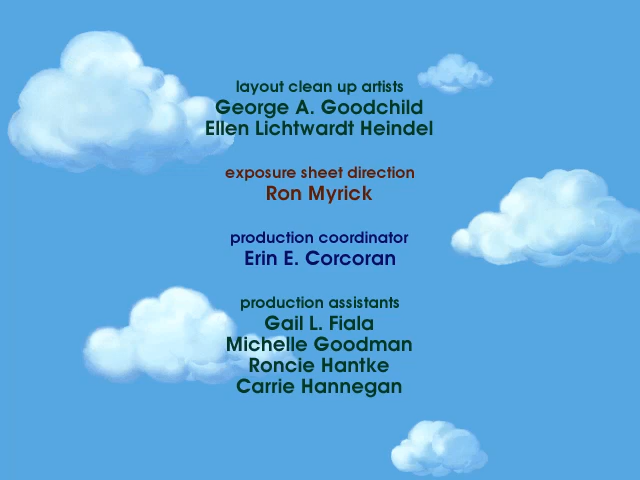 layout clean up artists
George A. Goodchild
Ellen Lichtwardt Heindel
exposure sheet direction
Ron Myrick
production coordinator
Erin E. Corcoran
production assistants
Gail L. Fiala
Michelle Goodman
Roncie Hantke
Carrie Hannegan